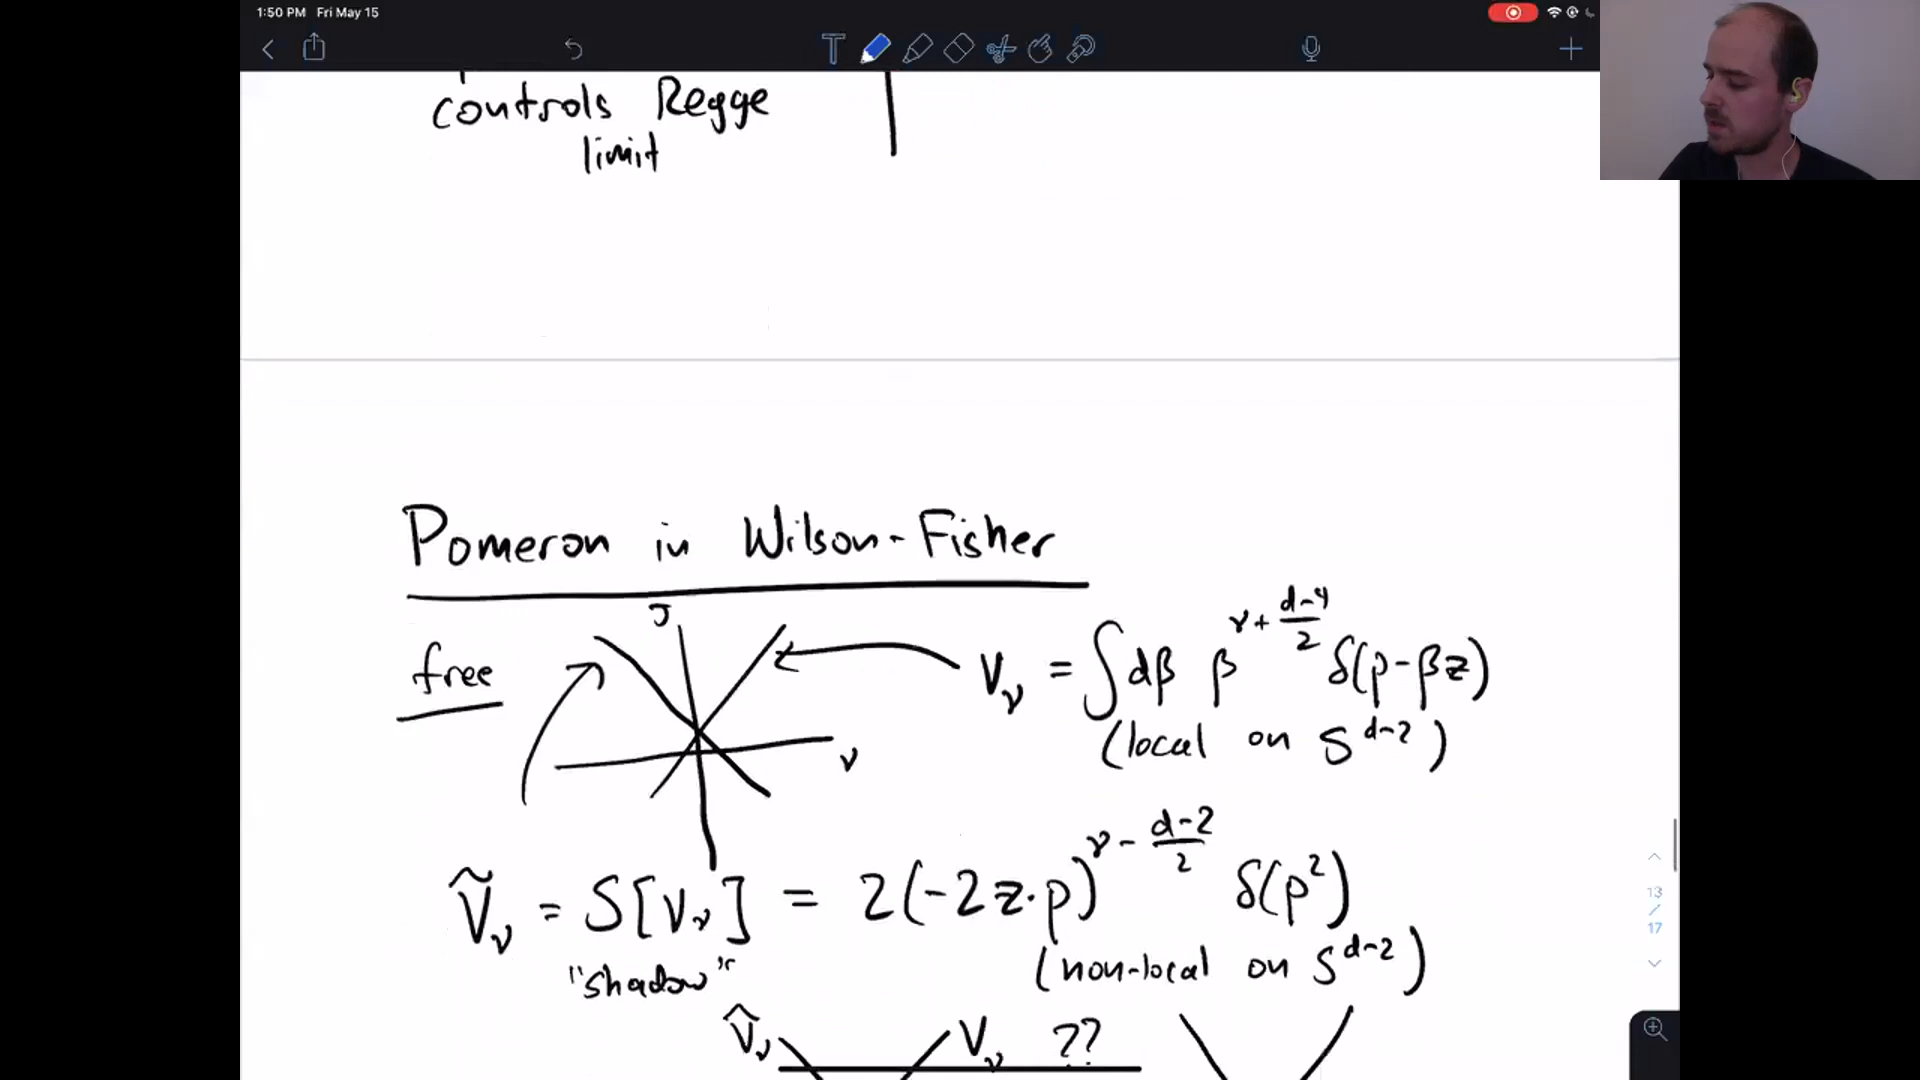 1:50 PM Fri May 15
controls Regge
limit
Pomeron in Wilson-Fisher
free
J
ν
V_ν = ∫dβ β^{ν + \frac{d-4}{2}} δ(p-βz)
(local on S^{d-2})
Ṽ_ν = S[V_ν] = 2(-2z·p)^{ν - \frac{d-2}{2}} δ(p²)
"shadow"
(non-local on S^{d-2})
Ṽ_ν V_ν ??
13
/
17